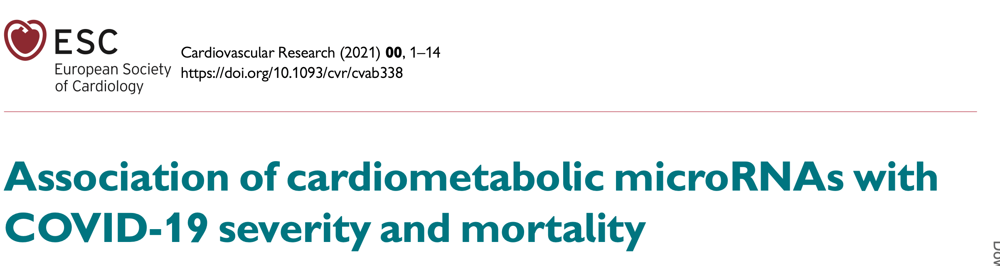 ESC
European Society
of Cardiology
Cardiovascular Research (2021) 00, 1–14
https://doi.org/10.1093/cvr/cvab338
Association of cardiometabolic microRNAs with
COVID-19 severity and mortality